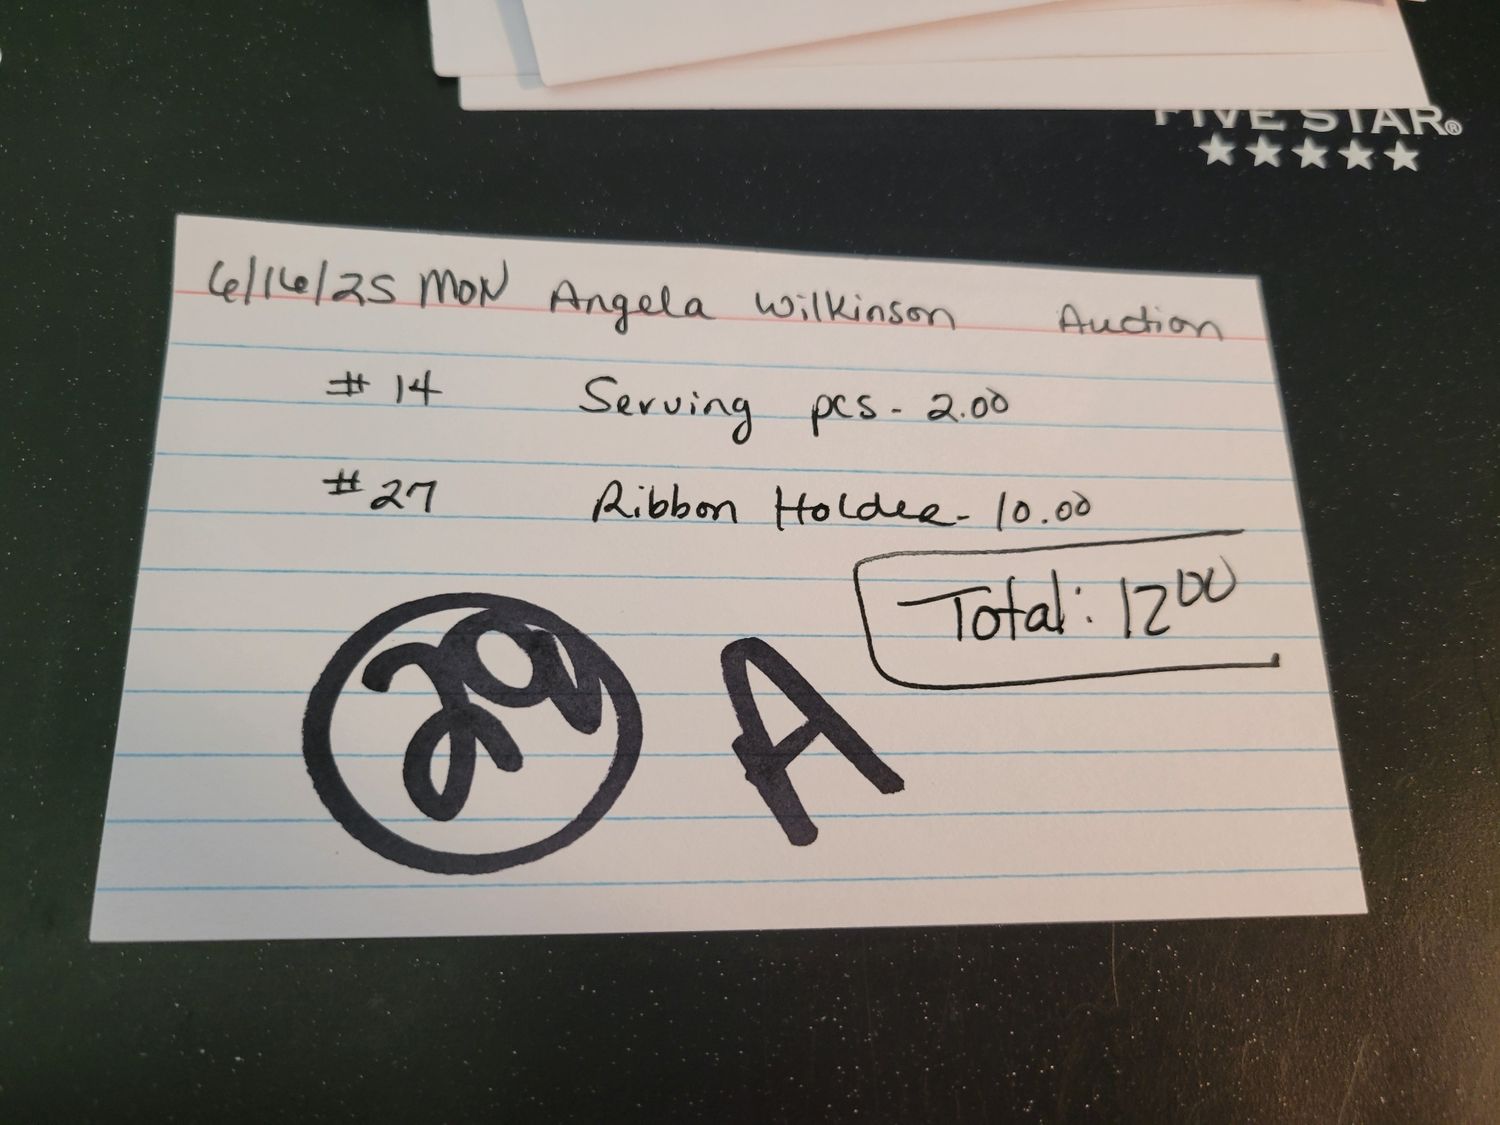 FIVE STAR®
6/16/25 MON Angela Wilkinson Auction
# 14 Serving pcs - 2.00
# 27 Ribbon Holder - 10.00
Total: 12 00
A